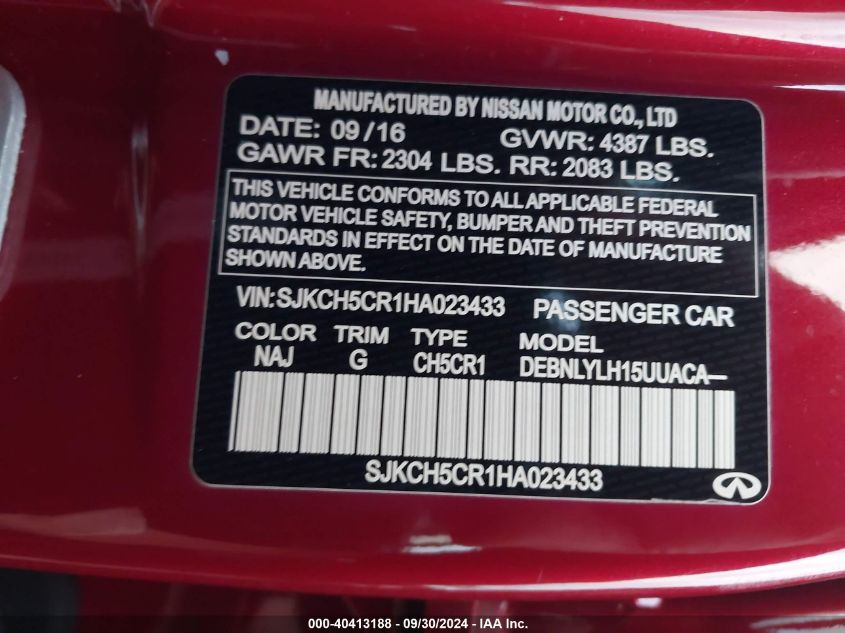 MANUFACTURED BY NISSAN MOTOR CO., LTD
DATE: 09/16 GVWR: 4387 LBS.
GAWR FR: 2304 LBS. RR: 2083 LBS.
THIS VEHICLE CONFORMS TO ALL APPLICABLE FEDERAL
MOTOR VEHICLE SAFETY, BUMPER AND THEFT PREVENTION
STANDARDS IN EFFECT ON THE DATE OF MANUFACTURE
SHOWN ABOVE.
VIN:SJKCH5CR1HA023433 PASSENGER CAR
COLOR TRIM TYPE MODEL
NAJ G CH5CR1 DEBNLYLH15UUACA—
SJKCH5CR1HA023433
000-40413188 - 09/30/2024 - IAA Inc.